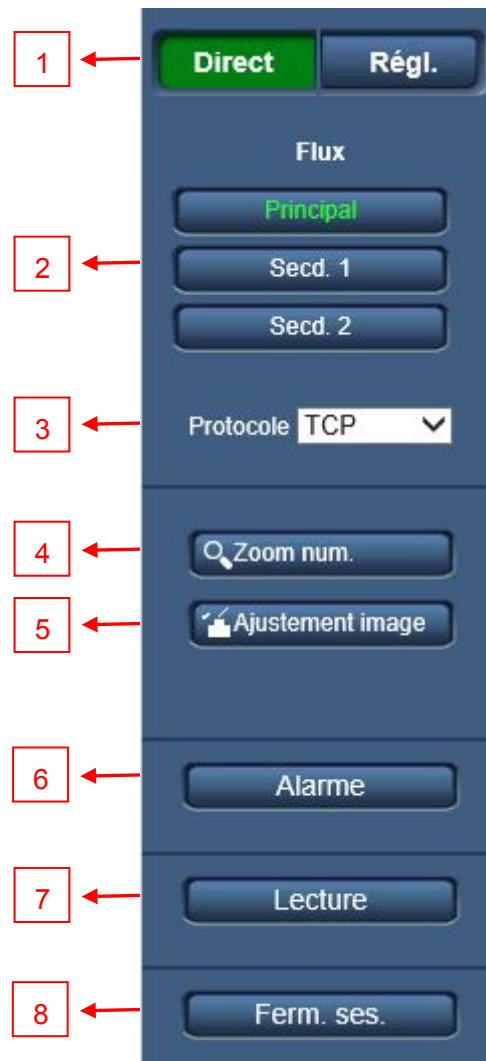 1 Direct Régl.
Flux
Principal
2 Secd. 1
Secd. 2
3 Protocole TCP
4 Zoom num.
5 Ajustement image
6 Alarme
7 Lecture
8 Ferm. ses.